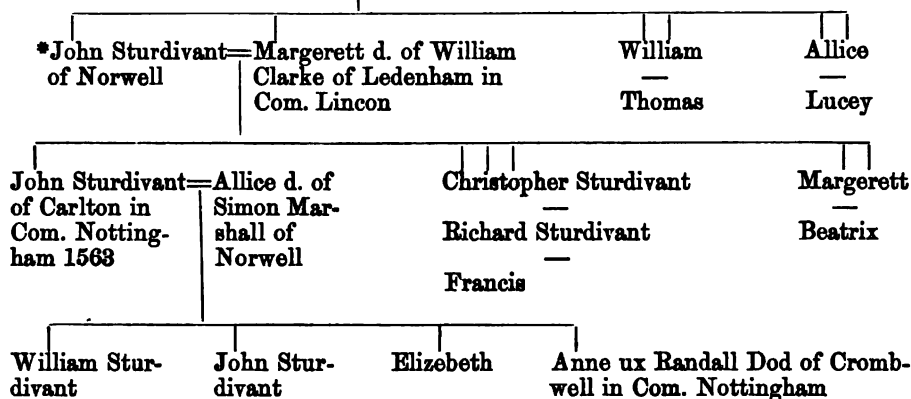 *John Sturdivant=Margerett d. of William
of Norwell
Clarke of Ledenham in
Com. Lincon
William
—
Thomas
Allice
—
Lucey
John Sturdivant=Allice d. of
of Carlton in
Com. Notting-
ham 1563
Simon Mar-
shall of
Norwell
Christopher Sturdivant
—
Richard Sturdivant
—
Francis
Margerett
—
Beatrix
William Stur-
divant
John Stur-
divant
Elizebeth
Anne ux Randall Dod of Cromb-
well in Com. Nottingham